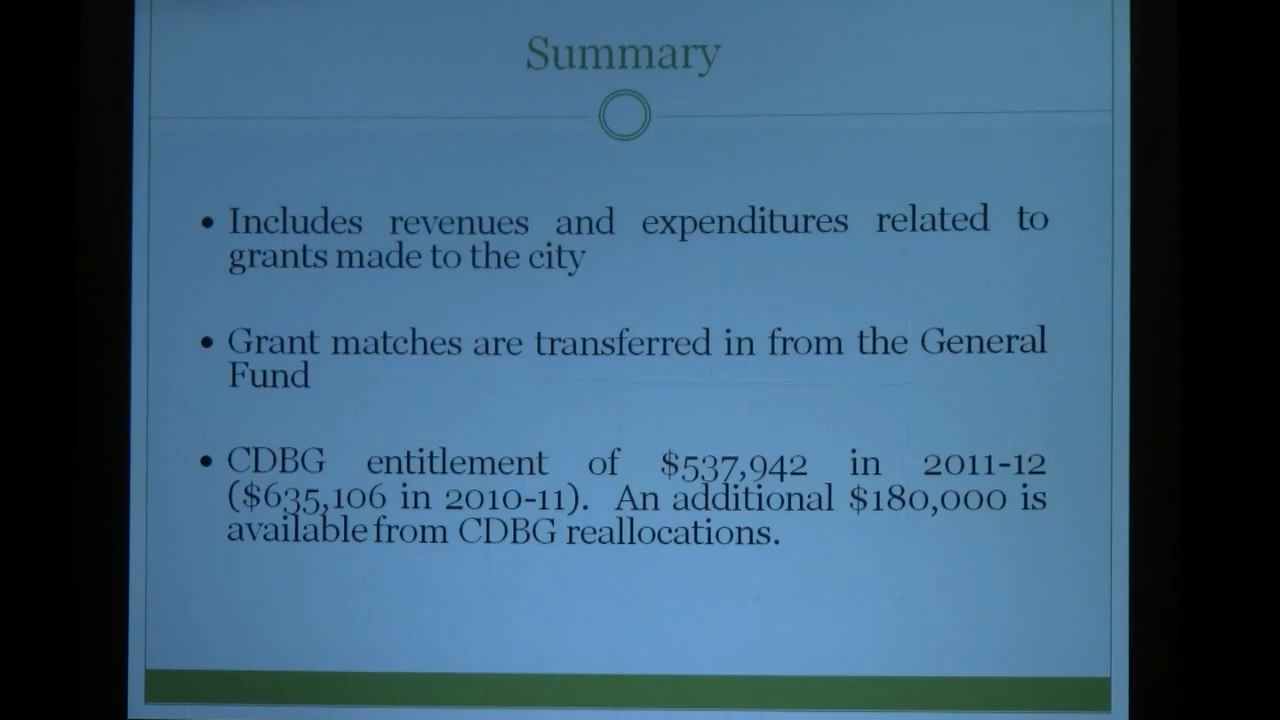 Summary
• Includes revenues and expenditures related to
grants made to the city
• Grant matches are transferred in from the General
Fund
• CDBG entitlement of $537,942 in 2011-12
($635,106 in 2010-11). An additional $180,000 is
available from CDBG reallocations.